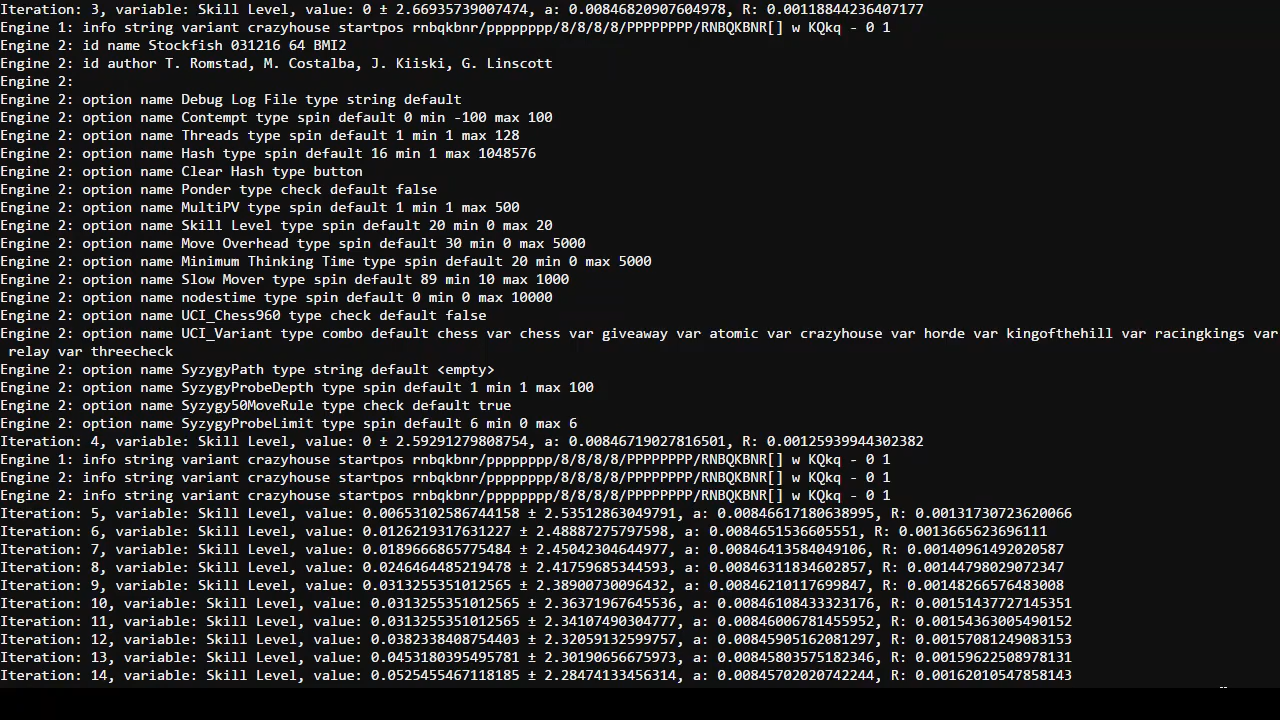 Iteration: 3, variable: Skill Level, value: 0 ± 2.66935739007474, a: 0.00846820907604978, R: 0.00118844236407177
Engine 1: info string variant crazyhouse startpos rnbqkbnr/pppppppp/8/8/8/8/PPPPPPPP/RNBQKBNR[] w KQkq - 0 1
Engine 2: id name Stockfish 031216 64 BMI2
Engine 2: id author T. Romstad, M. Costalba, J. Kiiski, G. Linscott
Engine 2:
Engine 2: option name Debug Log File type string default
Engine 2: option name Contempt type spin default 0 min -100 max 100
Engine 2: option name Threads type spin default 1 min 1 max 128
Engine 2: option name Hash type spin default 16 min 1 max 1048576
Engine 2: option name Clear Hash type button
Engine 2: option name Ponder type check default false
Engine 2: option name MultiPV type spin default 1 min 1 max 500
Engine 2: option name Skill Level type spin default 20 min 0 max 20
Engine 2: option name Move Overhead type spin default 30 min 0 max 5000
Engine 2: option name Minimum Thinking Time type spin default 20 min 0 max 5000
Engine 2: option name Slow Mover type spin default 89 min 10 max 1000
Engine 2: option name nodestime type spin default 0 min 0 max 10000
Engine 2: option name UCI_Chess960 type check default false
Engine 2: option name UCI_Variant type combo default chess var chess var giveaway var atomic var crazyhouse var horde var kingofthehill var racingkings var
relay var threecheck
Engine 2: option name SyzygyPath type string default <empty>
Engine 2: option name SyzygyProbeDepth type spin default 1 min 1 max 100
Engine 2: option name Syzygy50MoveRule type check default true
Engine 2: option name SyzygyProbeLimit type spin default 6 min 0 max 6
Iteration: 4, variable: Skill Level, value: 0 ± 2.59291279808754, a: 0.00846719027816501, R: 0.00125939944302382
Engine 1: info string variant crazyhouse startpos rnbqkbnr/pppppppp/8/8/8/8/PPPPPPPP/RNBQKBNR[] w KQkq - 0 1
Engine 2: info string variant crazyhouse startpos rnbqkbnr/pppppppp/8/8/8/8/PPPPPPPP/RNBQKBNR[] w KQkq - 0 1
Engine 2: info string variant crazyhouse startpos rnbqkbnr/pppppppp/8/8/8/8/PPPPPPPP/RNBQKBNR[] w KQkq - 0 1
Iteration: 5, variable: Skill Level, value: 0.00653102586744158 ± 2.53512863049791, a: 0.00846617180638995, R: 0.00131730723620066
Iteration: 6, variable: Skill Level, value: 0.0126219317631227 ± 2.48887275797598, a: 0.0084651536605551, R: 0.0013665623696111
Iteration: 7, variable: Skill Level, value: 0.0189666865775484 ± 2.45042304644977, a: 0.00846413584049106, R: 0.00140961492020587
Iteration: 8, variable: Skill Level, value: 0.0246464485219478 ± 2.41759685344593, a: 0.00846311834602857, R: 0.00144798029072347
Iteration: 9, variable: Skill Level, value: 0.0313255351012565 ± 2.38900730096432, a: 0.00846210117699847, R: 0.00148266576483008
Iteration: 10, variable: Skill Level, value: 0.0313255351012565 ± 2.36371967645536, a: 0.00846108433323176, R: 0.00151437727145351
Iteration: 11, variable: Skill Level, value: 0.0313255351012565 ± 2.34107490304777, a: 0.00846006781455952, R: 0.00154363005490152
Iteration: 12, variable: Skill Level, value: 0.0382338408754403 ± 2.32059132599757, a: 0.00845905162081297, R: 0.00157081249083153
Iteration: 13, variable: Skill Level, value: 0.0453180395495781 ± 2.30190656675973, a: 0.00845803575182346, R: 0.00159622508978131
Iteration: 14, variable: Skill Level, value: 0.0525455467118185 ± 2.28474133456314, a: 0.00845702020742244, R: 0.00162010547858143